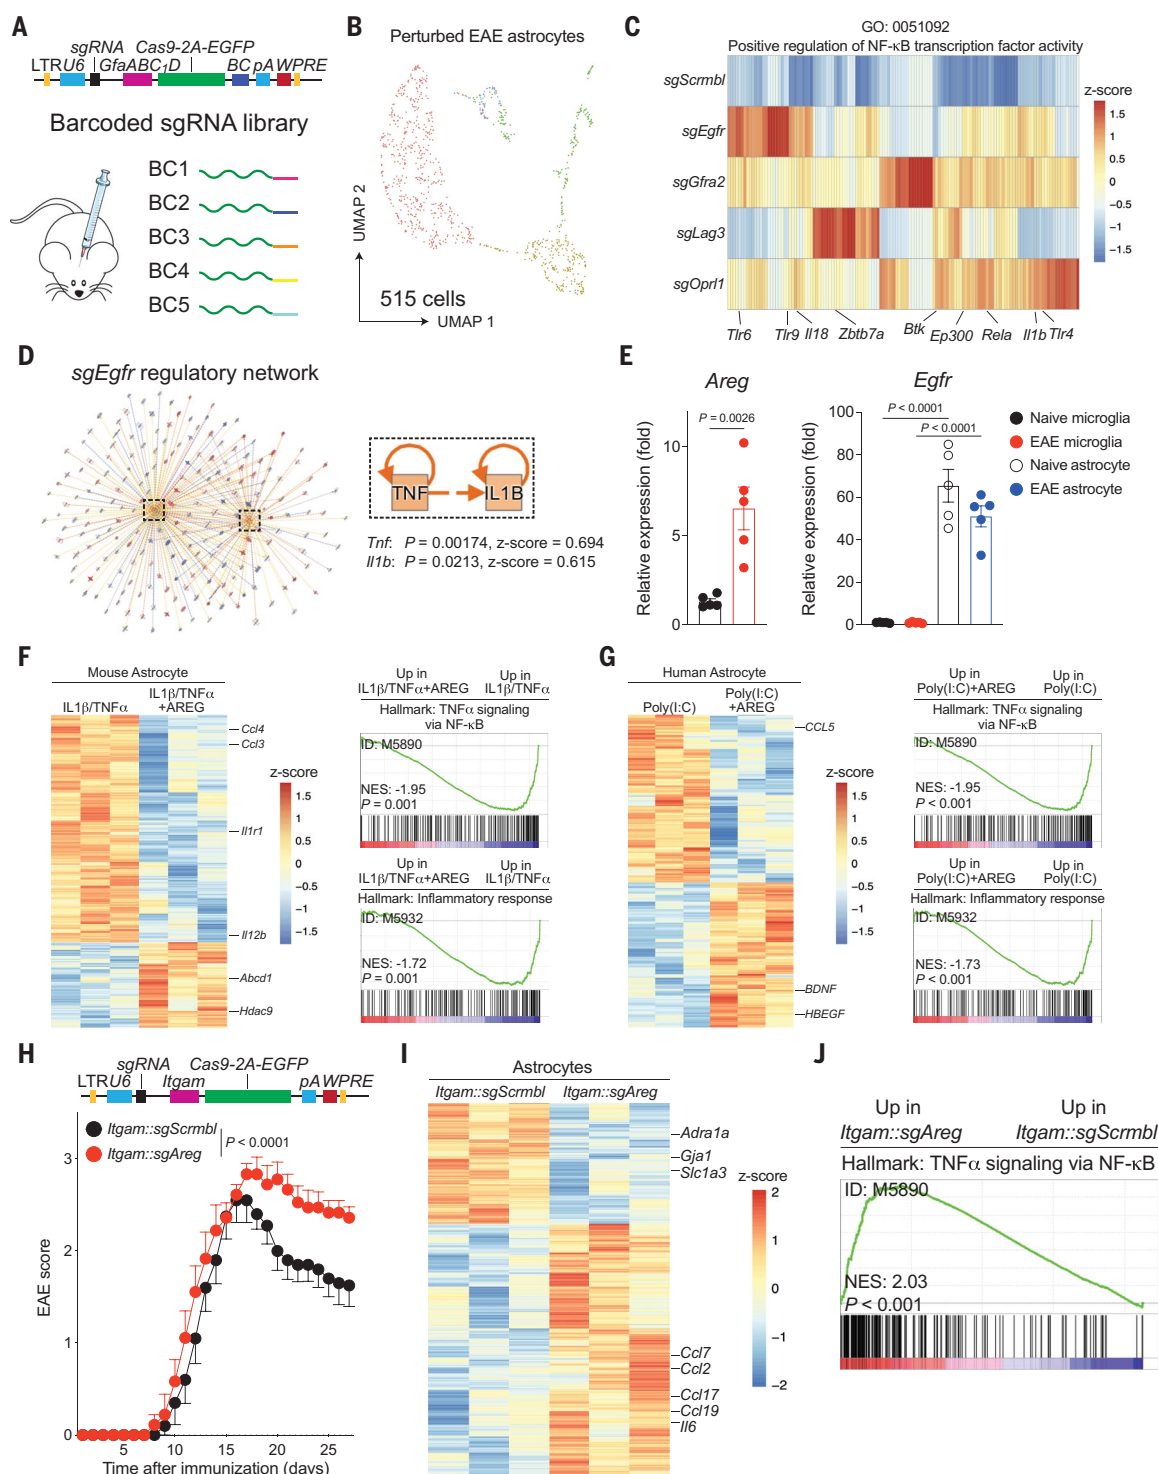 A
sgRNA Cas9-2A-EGFP
LTR U6 GfaABC₁D BC pA WPRE
Barcoded sgRNA library
BC1
BC2
BC3
BC4
BC5
B
Perturbed EAE astrocytes
UMAP 2
515 cells
UMAP 1
C
GO: 0051092
Positive regulation of NF-κB transcription factor activity
sgScrmbl
sgEgfr
sgGfra2
sgLag3
sgOprl1
Tlr6 Tlr9 Il18 Zbtb7a Btk Ep300 Rela Il1b Tlr4
z-score
1.5
1
0.5
0
−0.5
−1
−1.5
D
sgEgfr regulatory network
TNF IL1B
Tnf: P = 0.00174, z-score = 0.694
Il1b: P = 0.0213, z-score = 0.615
E
Areg
Relative expression (fold)
P = 0.0026
10
5
0
Egfr
Relative expression (fold)
P < 0.0001
P < 0.0001
100
80
60
40
20
0
Naive microglia
EAE microglia
Naive astrocyte
EAE astrocyte
F
Mouse Astrocyte
IL1β/TNFα
IL1β/TNFα
+AREG
Ccl4
Ccl3
Il1r1
Il12b
Abcd1
Hdac9
z-score
1.5
1
0.5
0
−0.5
−1
−1.5
Up in Up in
IL1β/TNFα+AREG IL1β/TNFα
Hallmark: TNFα signaling
via NF-κB
ID: M5890
NES: -1.95
P = 0.001
Up in Up in
IL1β/TNFα+AREG IL1β/TNFα
Hallmark: Inflammatory response
ID: M5932
NES: -1.72
P = 0.001
G
Human Astrocyte
Poly(I:C)
Poly(I:C)
+AREG
CCL5
BDNF
HBEGF
z-score
1.5
1
0.5
0
−0.5
−1
−1.5
Up in Up in
Poly(I:C)+AREG Poly(I:C)
Hallmark: TNFα signaling
via NF-κB
ID: M5890
NES: -1.95
P < 0.001
Up in Up in
Poly(I:C)+AREG Poly(I:C)
Hallmark: Inflammatory response
ID: M5932
NES: -1.73
P < 0.001
H
sgRNA Cas9-2A-EGFP
LTR U6 Itgam pA WPRE
Itgam::sgScrmbl
Itgam::sgAreg
P < 0.0001
EAE score
3
2
1
0
5 10 15 20 25
Time after immunization (days)
I
Astrocytes
Itgam::sgScrmbl Itgam::sgAreg
Adra1a
Gja1
Slc1a3
Ccl7
Ccl2
Ccl17
Ccl19
Il6
z-score
2
1
0
−1
−2
J
Up in Up in
Itgam::sgAreg Itgam::sgScrmbl
Hallmark: TNFα signaling via NF-κB
ID: M5890
NES: 2.03
P < 0.001